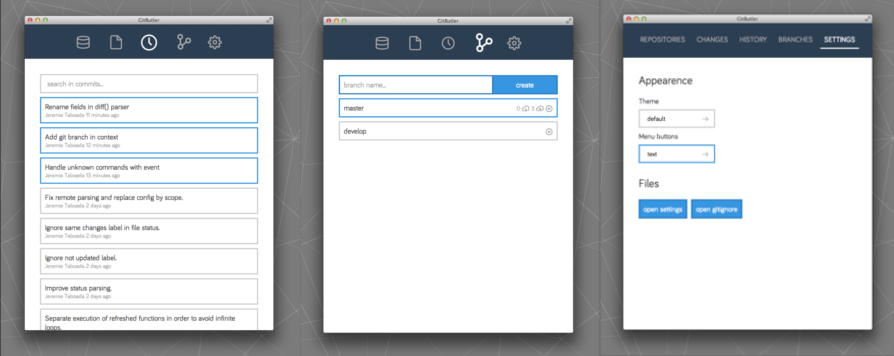 GitButler
search in commits...
Rename fields in diff() parser
Jeremie Taboada 11 minutes ago
Add git branch in context
Jeremie Taboada 12 minutes ago
Handle unknown commands with event
Jeremie Taboada 13 minutes ago
Fix remote parsing and replace config by scope.
Jeremie Taboada 2 days ago
Ignore same changes label in file status.
Jeremie Taboada 2 days ago
Ignore not updated label.
Jeremie Taboada 2 days ago
Improve status parsing.
Jeremie Taboada 2 days ago
Separate execution of refreshed functions in order to avoid infinite
loops.
GitButler
branch name..
create
master
0 3
develop
GitButler
REPOSITORIES CHANGES HISTORY BRANCHES SETTINGS
Appearence
Theme
default
Menu buttons
text
Files
open settings open gitignore